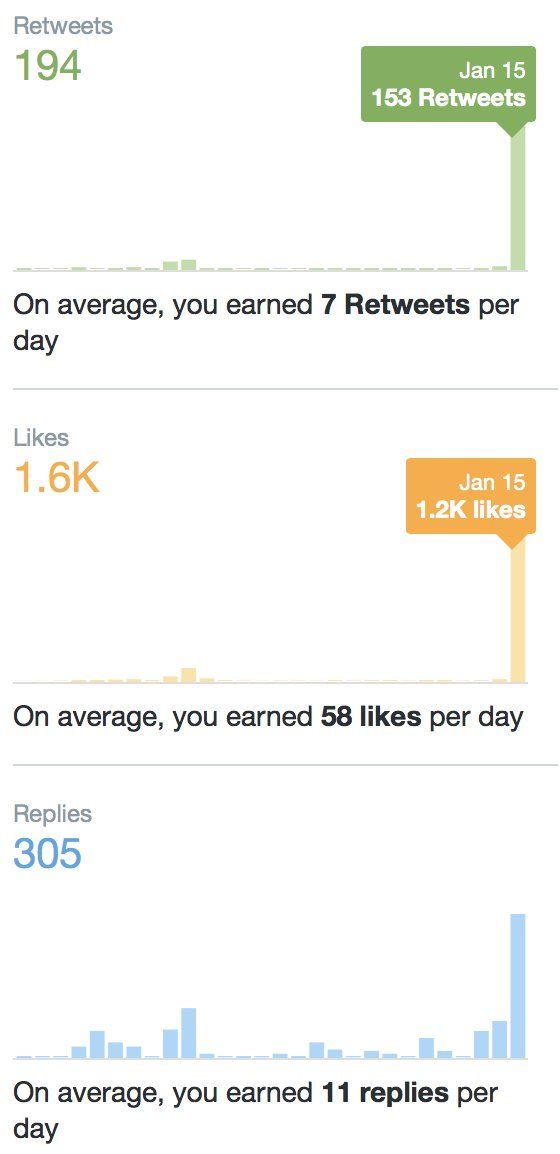 Retweets
194
Jan 15
153 Retweets
On average, you earned 7 Retweets per
day
Likes
1.6K
Jan 15
1.2K likes
On average, you earned 58 likes per day
Replies
305
On average, you earned 11 replies per
day